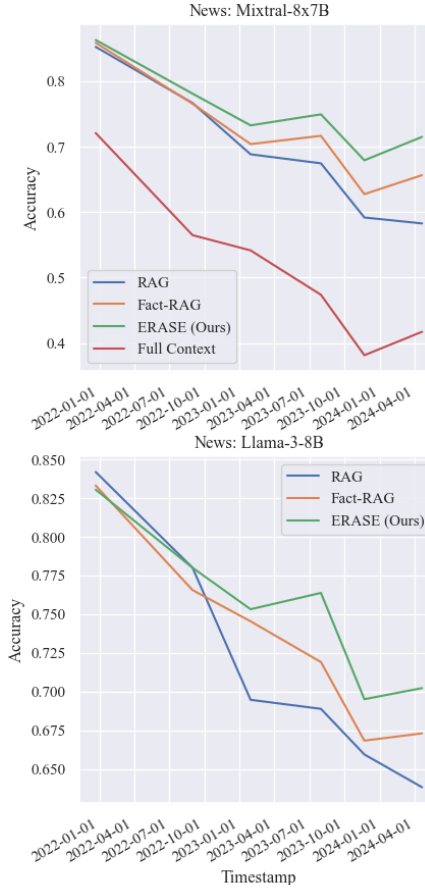 News: Mixtral-8x7B
0.8
0.7
0.6
0.5
0.4
Accuracy
RAG
Fact-RAG
ERASE (Ours)
Full Context
2022-01-01
2022-04-01
2022-07-01
2022-10-01
2023-01-01
2023-04-01
2023-07-01
2023-10-01
2024-01-01
2024-04-01
News: Llama-3-8B
0.850
0.825
0.800
0.775
0.750
0.725
0.700
0.675
0.650
Accuracy
RAG
Fact-RAG
ERASE (Ours)
2022-01-01
2022-04-01
2022-07-01
2022-10-01
2023-01-01
2023-04-01
2023-07-01
2023-10-01
2024-01-01
2024-04-01
Timestamp